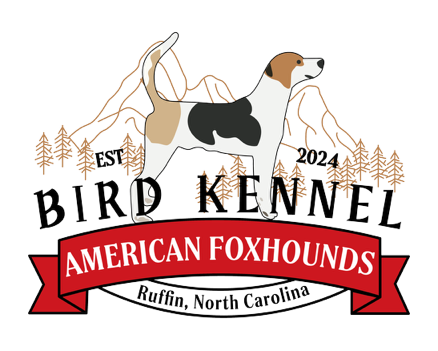 EST 2024
BIRD KENNEL
AMERICAN FOXHOUNDS
Ruffin, North Carolina